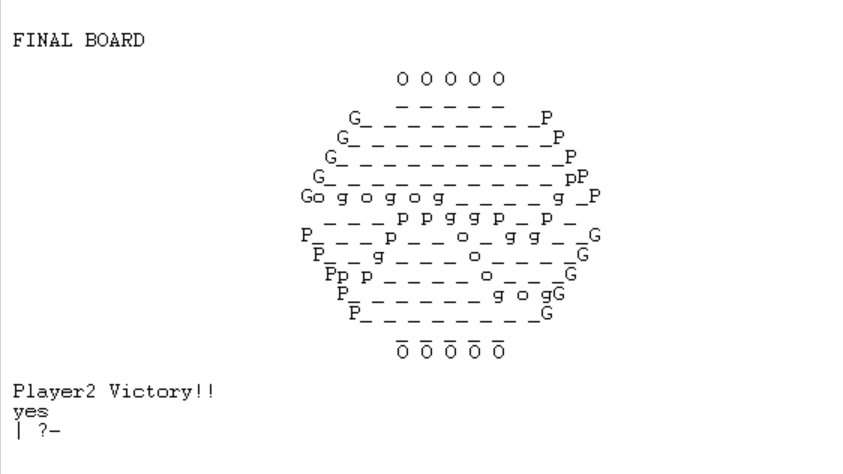 FINAL BOARD
O O O O O
_ _ _ _ _
G_ _ _ _ _ _ _ _P
G_ _ _ _ _ _ _ _ _P
G_ _ _ _ _ _ _ _ _ _P
G_ _ _ _ _ _ _ _ _ _ pP
Go g o g o g _ _ _ _ g _P
_ _ _ p p g g p _ p _
P_ _ _ p _ _ o _ g g _ _G
P_ _ g _ _ _ o _ _ _ _G
Pp p _ _ _ _ o _ _ _G
P_ _ _ _ _ _ g o gG
P_ _ _ _ _ _ _ _G
_ _ _ _ _
O O O O O
Player2 Victory!!
yes
| ?-